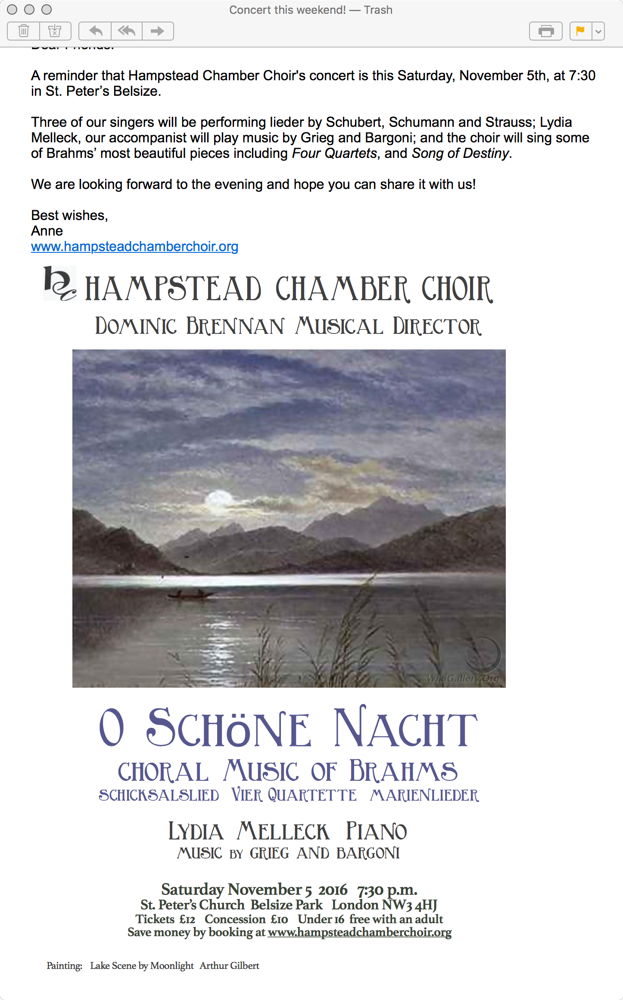 Concert this weekend! — Trash
Dear Friends.
A reminder that Hampstead Chamber Choir's concert is this Saturday, November 5th, at 7:30
in St. Peter’s Belsize.
Three of our singers will be performing lieder by Schubert, Schumann and Strauss; Lydia
Melleck, our accompanist will play music by Grieg and Bargoni; and the choir will sing some
of Brahms’ most beautiful pieces including Four Quartets, and Song of Destiny.
We are looking forward to the evening and hope you can share it with us!
Best wishes,
Anne
www.hampsteadchamberchoir.org
hcc HAMPSTEAD CHAMBER CHOIR
DOMINIC BRENNAN MUSICAL DIRECTOR
WikiGallery.Org
O SCHöNE NACHT
CHORAL MUSIC OF BRAHMS
SCHICKSALSLIED VIER QUARTETTE MARIENLIEDER
LYDIA MELLECK PIANO
MUSIC BY GRIEG AND BARGONI
Saturday November 5 2016 7:30 p.m.
St. Peter’s Church Belsize Park London NW3 4HJ
Tickets £12 Concession £10 Under 16 free with an adult
Save money by booking at www.hampsteadchamberchoir.org
Painting: Lake Scene by Moonlight Arthur Gilbert